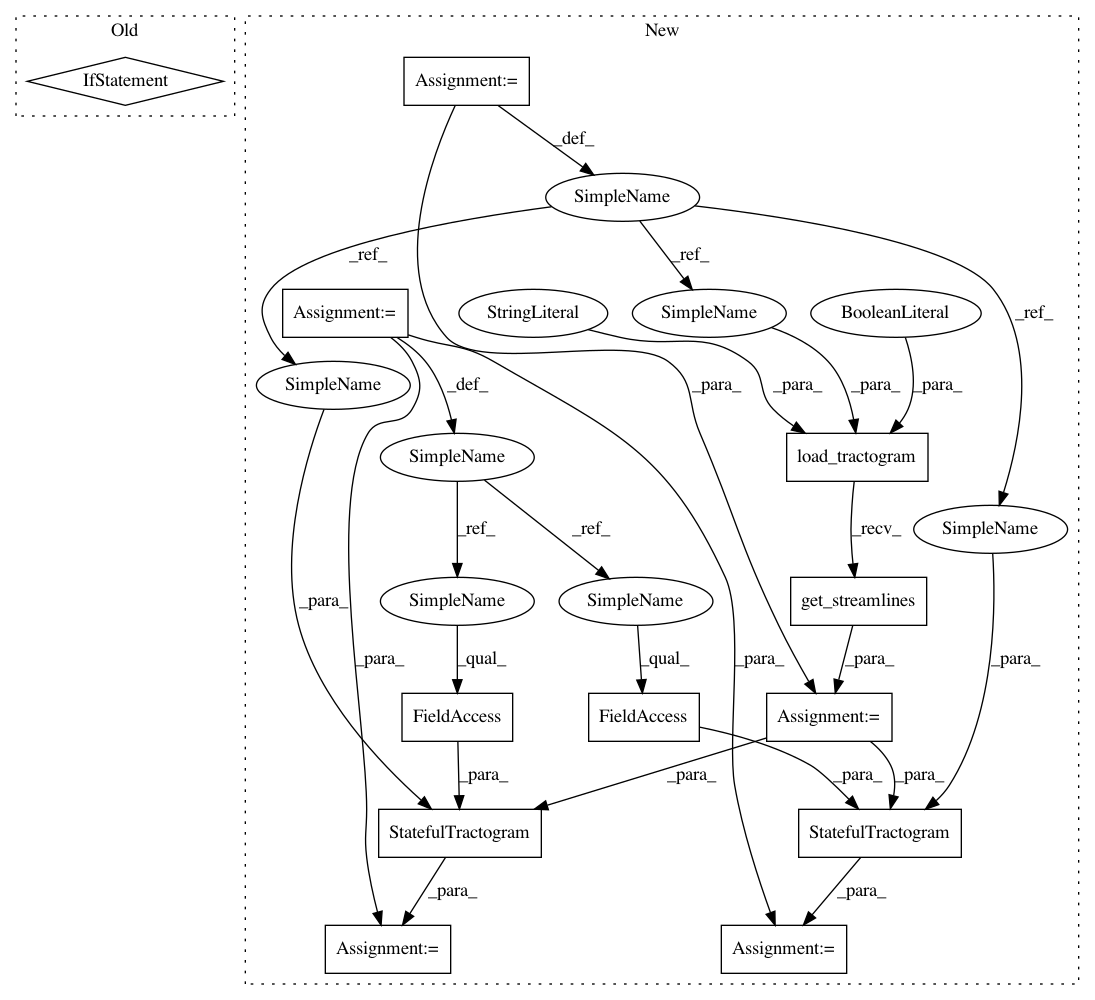 Old
New
IfStatement
Assignment:=
_def_
SimpleName
_ref_
_ref_
_ref_
Assignment:=
StringLiteral
SimpleName
BooleanLiteral
SimpleName
_def_
_para_
_para_
_para_
_para_
SimpleName
load_tractogram
_ref_
_ref_
_recv_
SimpleName
SimpleName
SimpleName
get_streamlines
_para_
_para_
_qual_
_qual_
_para_
_para_
_para_
FieldAccess
FieldAccess
Assignment:=
_para_
_para_
_para_
_para_
StatefulTractogram
StatefulTractogram
_para_
_para_
Assignment:=
Assignment:=